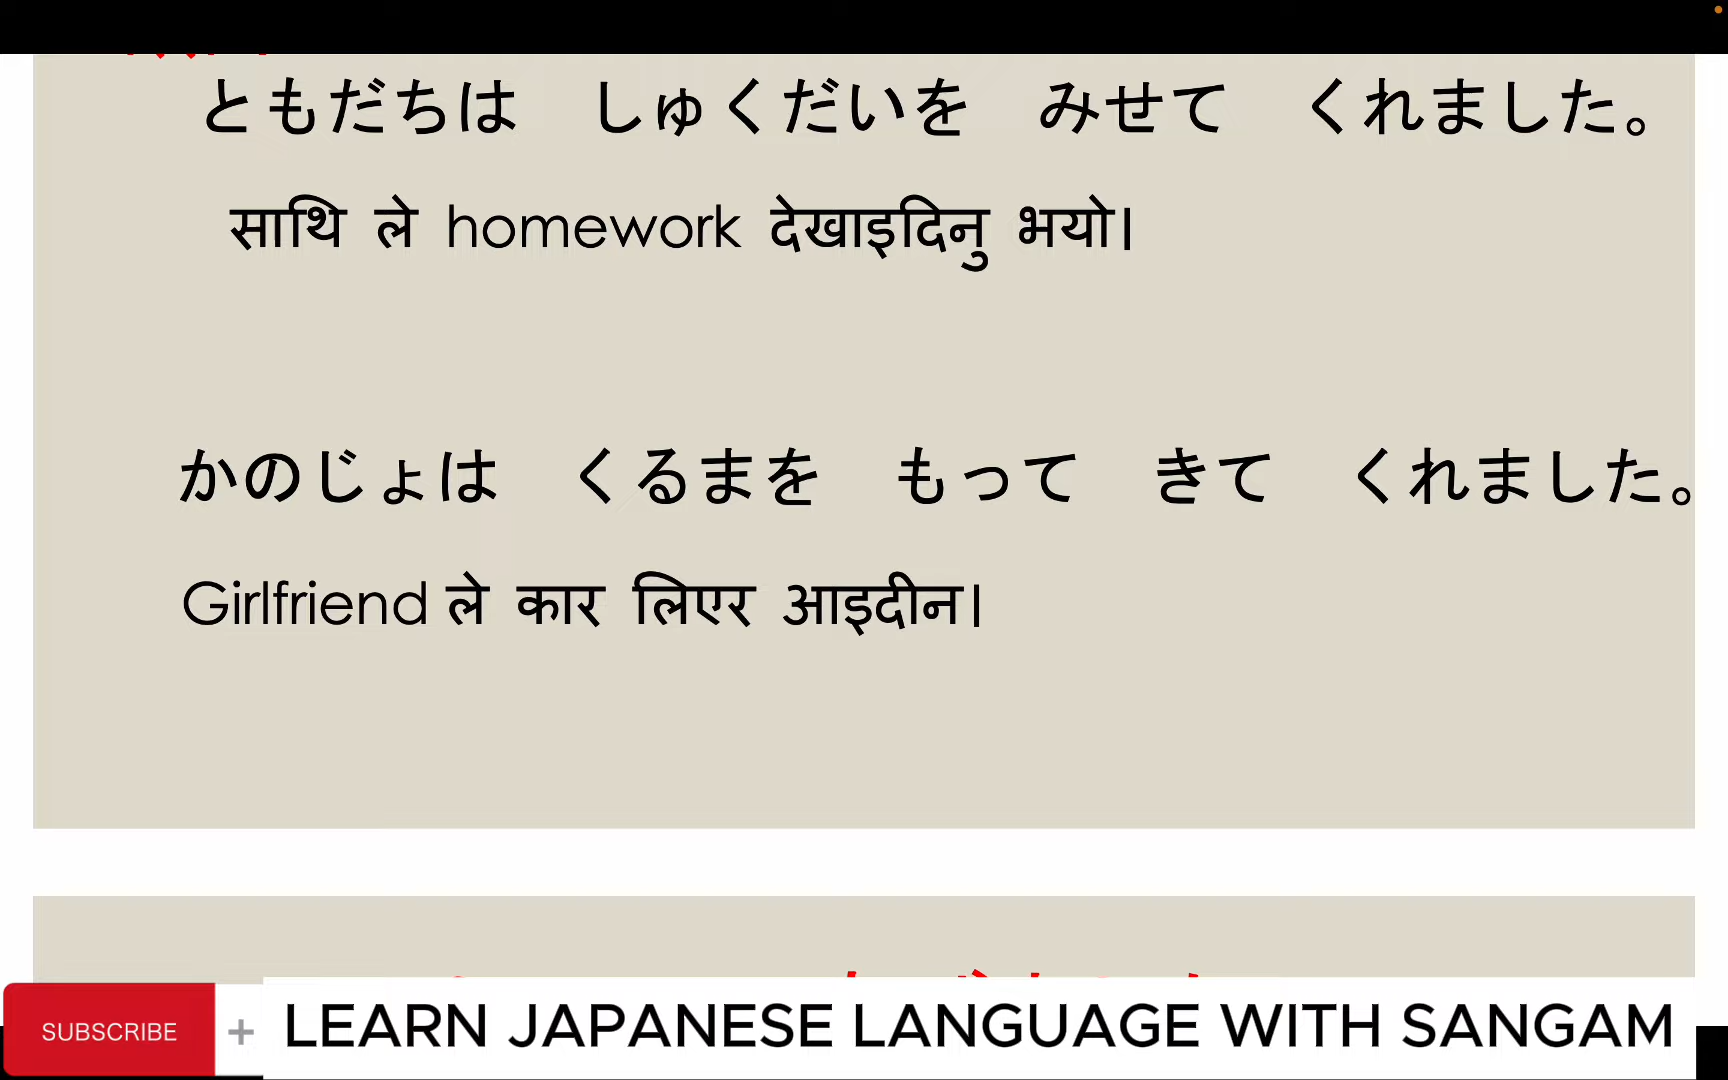 ともだちは　しゅくだいを　みせて　くれました。
साथि ले homework देखाइदिनु भयो।
かのじょは　くるまを　もって　きて　くれました。
Girlfriend ले कार लिएर आइदीन।
SUBSCRIBE + LEARN JAPANESE LANGUAGE WITH SANGAM